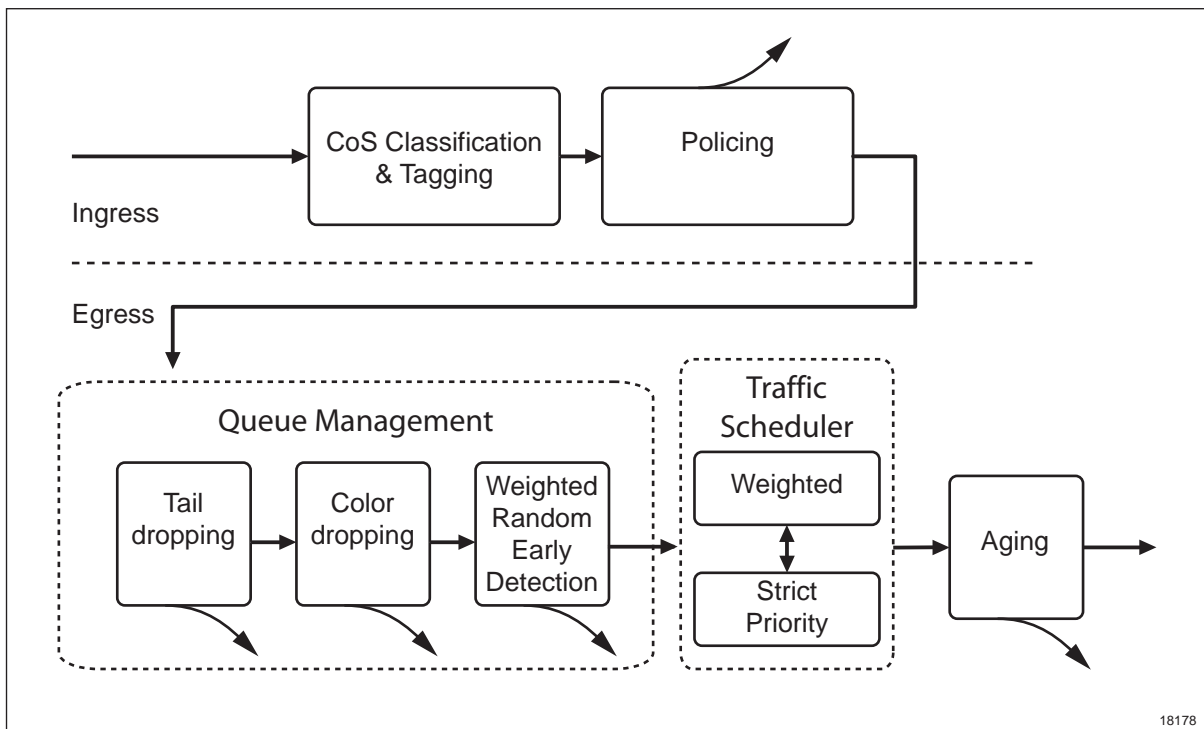 CoS Classification
& Tagging
Policing
Ingress
Egress
Queue Management
Tail
dropping
Color
dropping
Weighted
Random
Early
Detection
Traffic
Scheduler
Weighted
Strict
Priority
Aging
18178